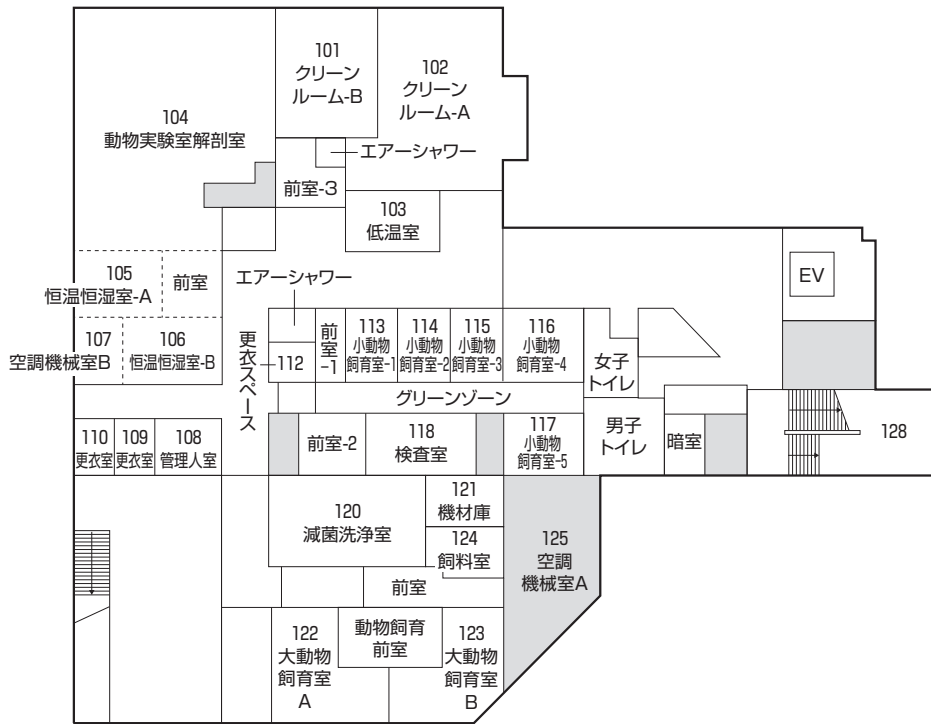 101
クリーン
ルーム-B
102
クリーン
ルーム-A
104
動物実験室解剖室
エアーシャワー
前室-3
103
低温室
105
恒温恒湿室-A
前室
エアーシャワー
EV
107
空調機械室B
106
恒温恒湿室-B
更衣スペース
112
前室-1
113
小動物
飼育室-1
114
小動物
飼育室-2
115
小動物
飼育室-3
116
小動物
飼育室-4
女子
トイレ
グリーンゾーン
110
更衣室
109
更衣室
108
管理人室
前室-2
118
検査室
117
小動物
飼育室-5
男子
トイレ
暗室
128
120
減菌洗浄室
121
機材庫
124
飼料室
125
空調
機械室A
前室
122
大動物
飼育室
A
動物飼育
前室
123
大動物
飼育室
B